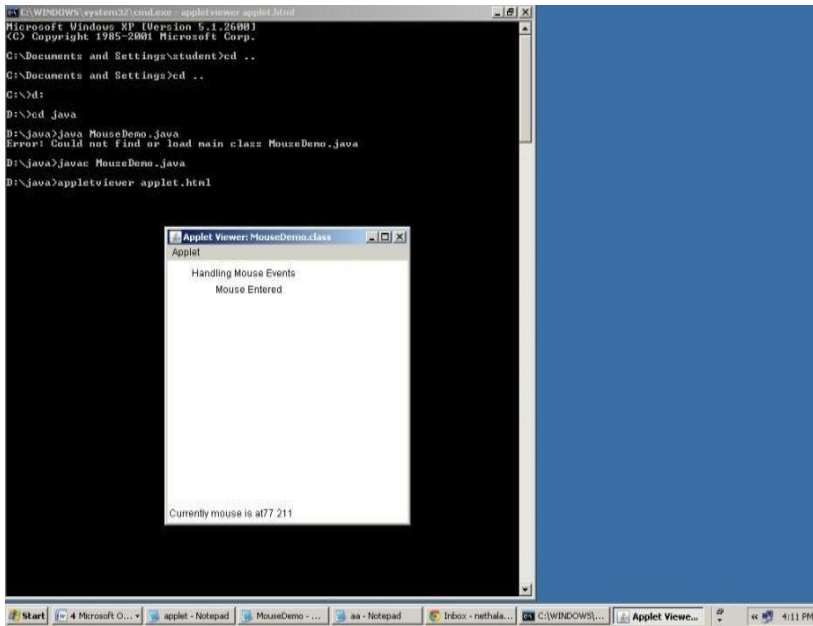 C:\WINDOWS\system32\cmd.exe - appletviewer applet.html
Microsoft Windows XP [Version 5.1.2600]
(C) Copyright 1985-2001 Microsoft Corp.
C:\Documents and Settings\student>cd ..
C:\Documents and Settings>cd ..
C:\>d:
D:\>cd java
D:\java>java MouseDemo.java
Error: Could not find or load main class MouseDemo.java
D:\java>javac MouseDemo.java
D:\java>appletviewer applet.html
Applet Viewer: MouseDemo.class
Applet
Handling Mouse Events
Mouse Entered
Currently mouse is at77 211
Start 4 Microsoft O... applet - Notepad MouseDemo - ... aa - Notepad Inbox - nethala... C:\WINDOWS\... Applet Viewe... « 4:11 PM